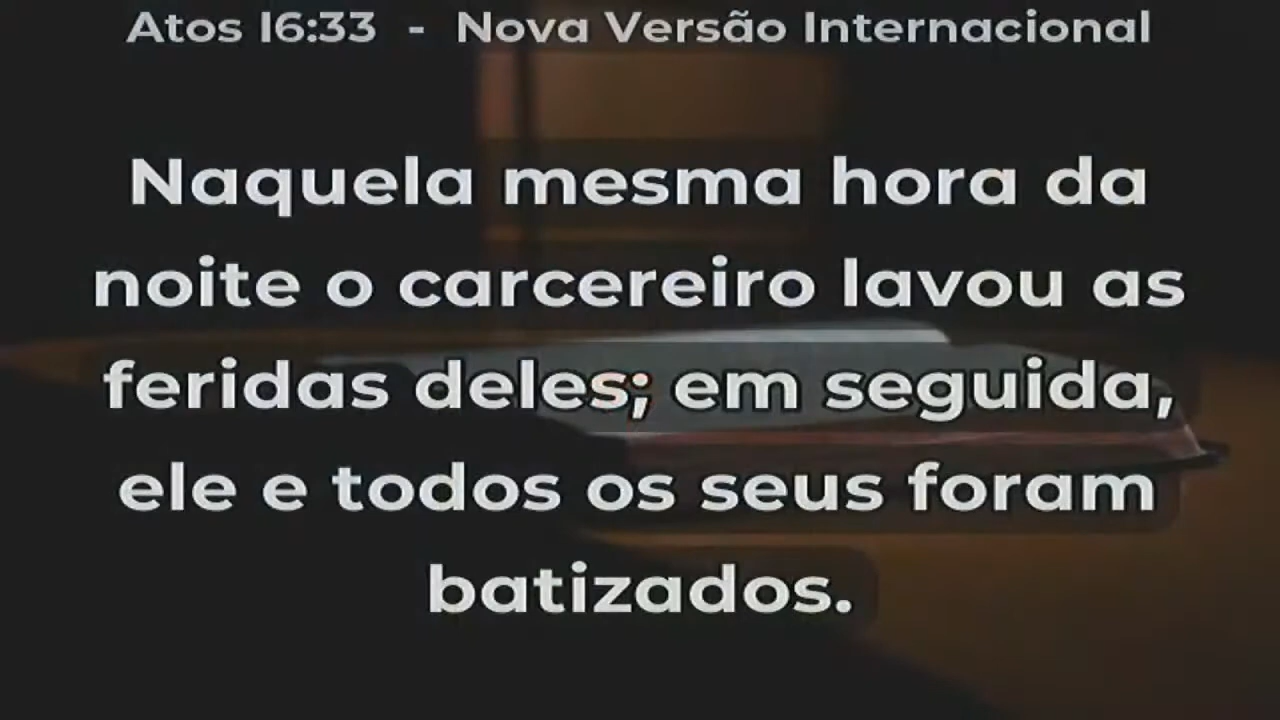 Atos 16:33 - Nova Versão Internacional
Naquela mesma hora da
noite o carcereiro lavou as
feridas deles; em seguida,
ele e todos os seus foram
batizados.